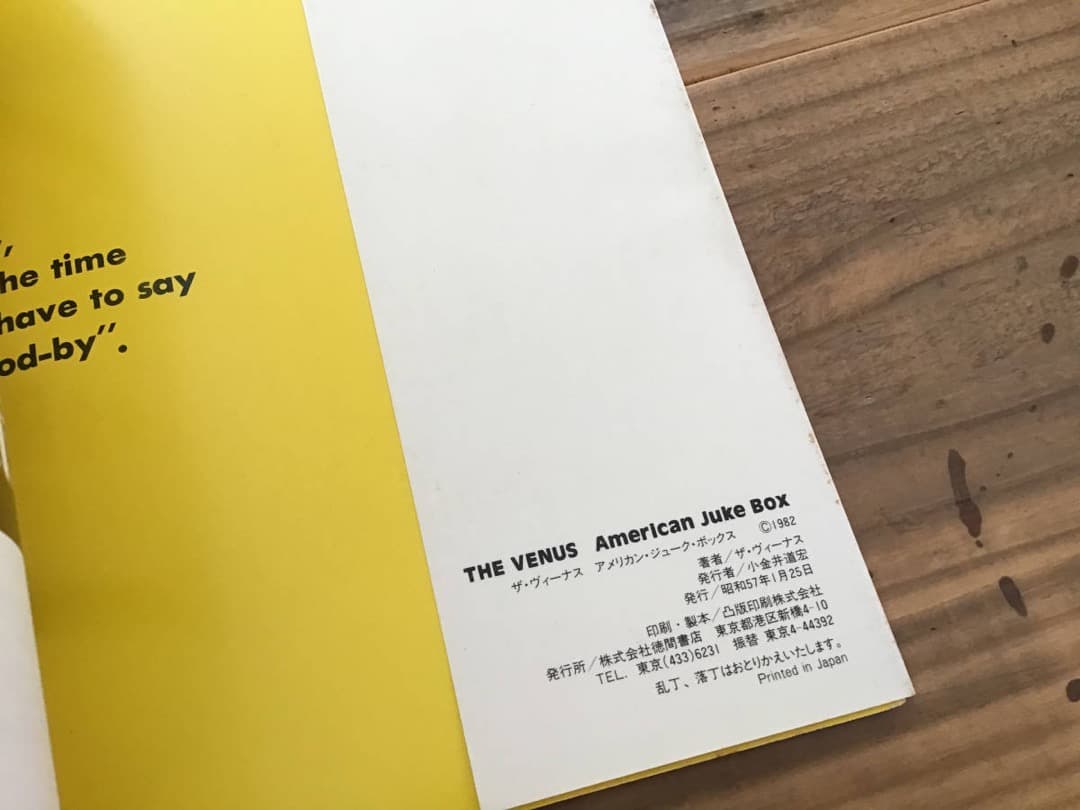 he time
have to say
od-by".
THE VENUS American Juke Box
ザ・ヴィーナス アメリカン・ジューク・ボックス ©1982
著者/ザ・ヴィーナス
発行者/小金井道宏
発行/昭和57年1月25日
印刷・製本/凸版印刷株式会社
発行所/株式会社徳間書店 東京都港区新橋4-10
TEL. 東京(433)6231 振替 東京4-44392
乱丁、落丁はおとりかえいたします。
Printed in Japan